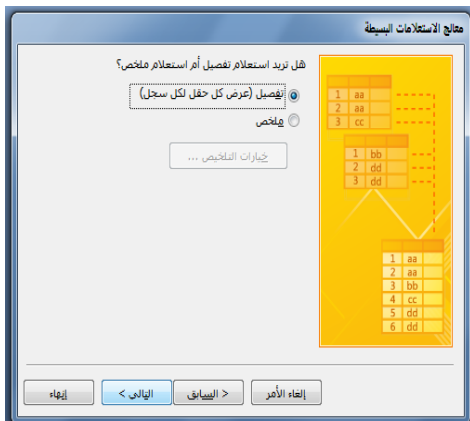 معالج الاستعلامات البسيطة
هل تريد استعلام تفصيل أم استعلام ملخص؟
تفصيل (عرض كل حقل لكل سجل)
ملخص
خيارات التلخيص ...
1 aa
2 aa
3 cc
1 bb
2 dd
3 dd
1 aa
2 aa
3 bb
4 cc
5 dd
6 dd
إلغاء الأمر
< السابق
التالي >
إنهاء